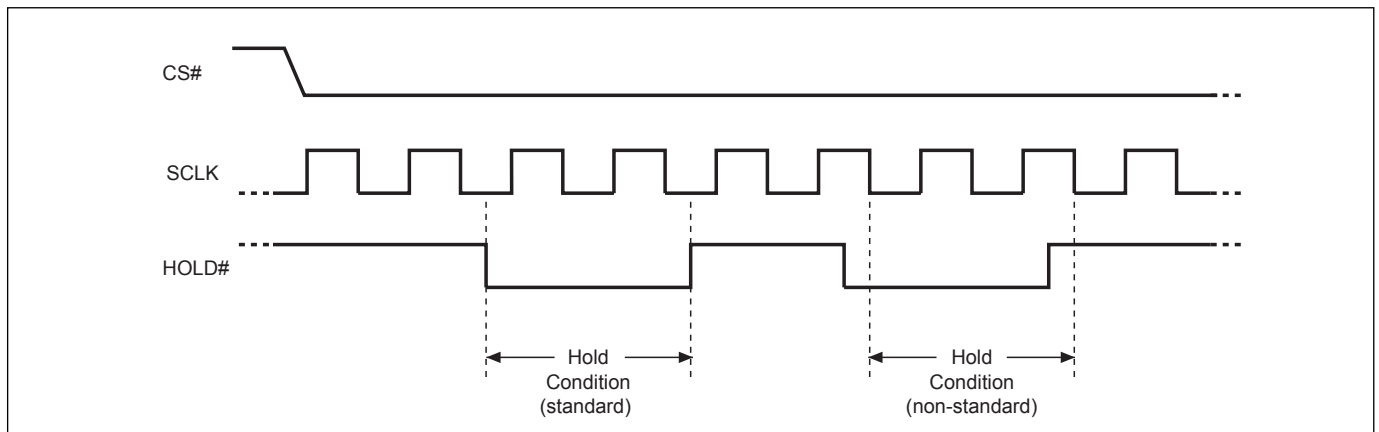 CS#
SCLK
HOLD#
Hold
Condition
(standard)
Hold
Condition
(non-standard)